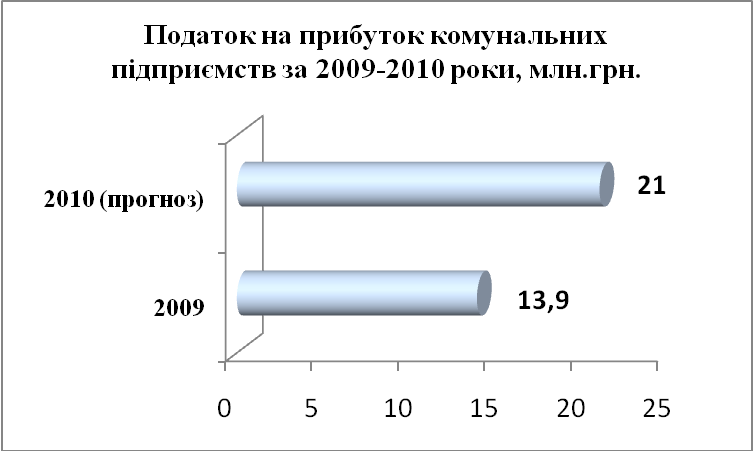 Податок на прибуток комунальних
підприємств за 2009-2010 роки, млн.грн.
2010 (прогноз)
21
2009
13,9
0 5 10 15 20 25